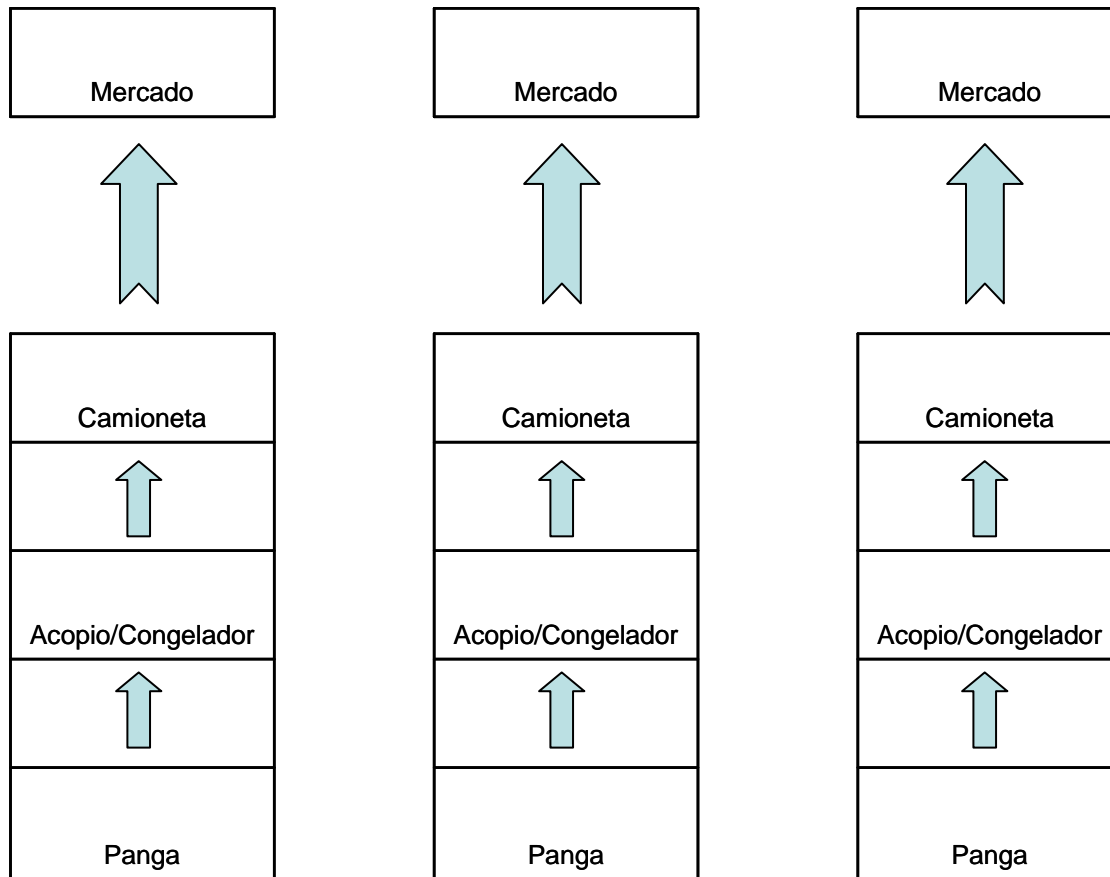 Mercado
Mercado
Mercado
Camioneta
Camioneta
Camioneta
Acopio/Congelador
Acopio/Congelador
Acopio/Congelador
Panga
Panga
Panga